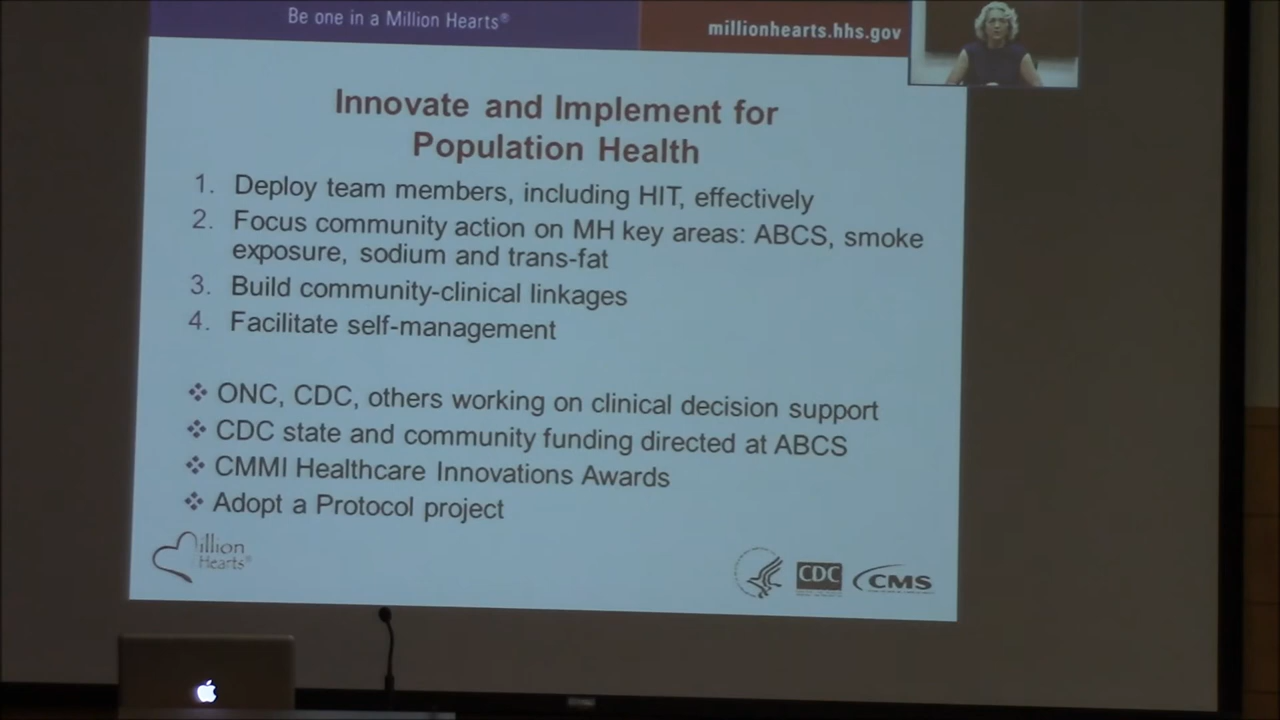 Be one in a Million Hearts®
millionhearts.hhs.gov
Innovate and Implement for
Population Health
1. Deploy team members, including HIT, effectively
2. Focus community action on MH key areas: ABCS, smoke
exposure, sodium and trans-fat
3. Build community-clinical linkages
4. Facilitate self-management
❖ ONC, CDC, others working on clinical decision support
❖ CDC state and community funding directed at ABCS
❖ CMMI Healthcare Innovations Awards
❖ Adopt a Protocol project
Million
Hearts®
CDC
CMS